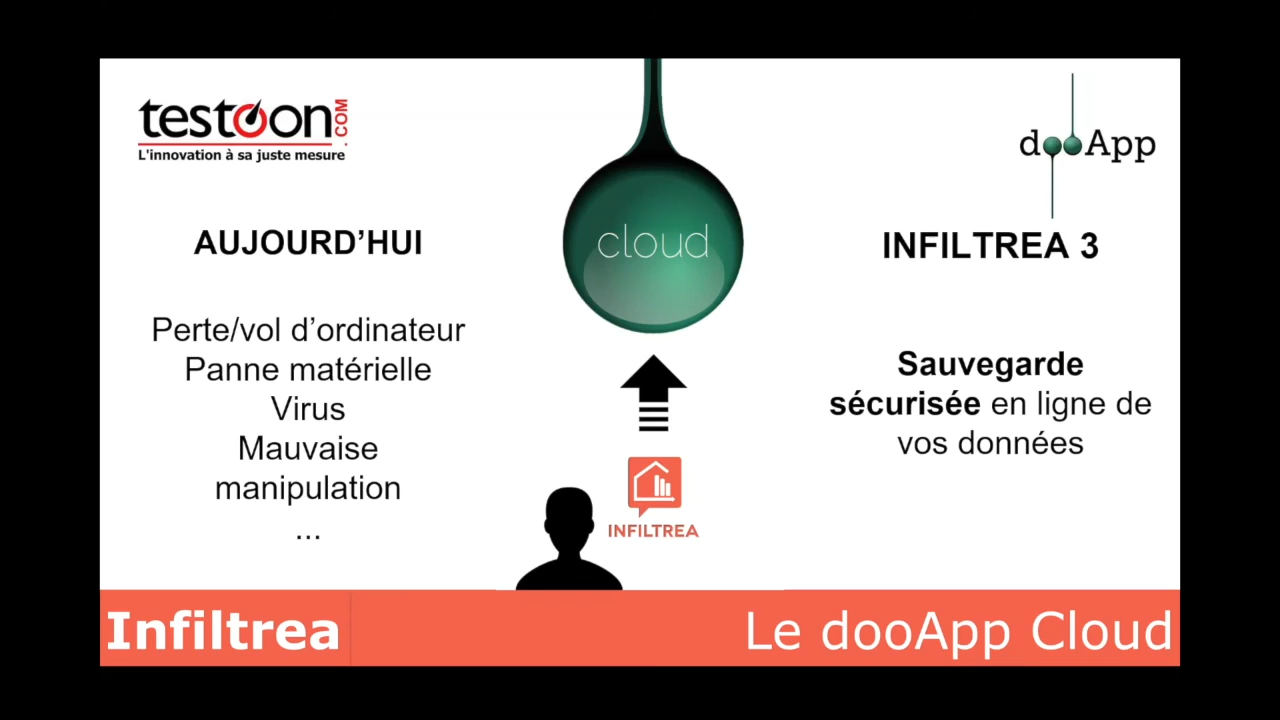 testoon.COM
L'innovation à sa juste mesure
dooApp
cloud
AUJOURD'HUI
Perte/vol d'ordinateur
Panne matérielle
Virus
Mauvaise
manipulation
...
INFILTREA
INFILTREA 3
Sauvegarde
sécurisée en ligne de
vos données
Infiltrea
Le dooApp Cloud